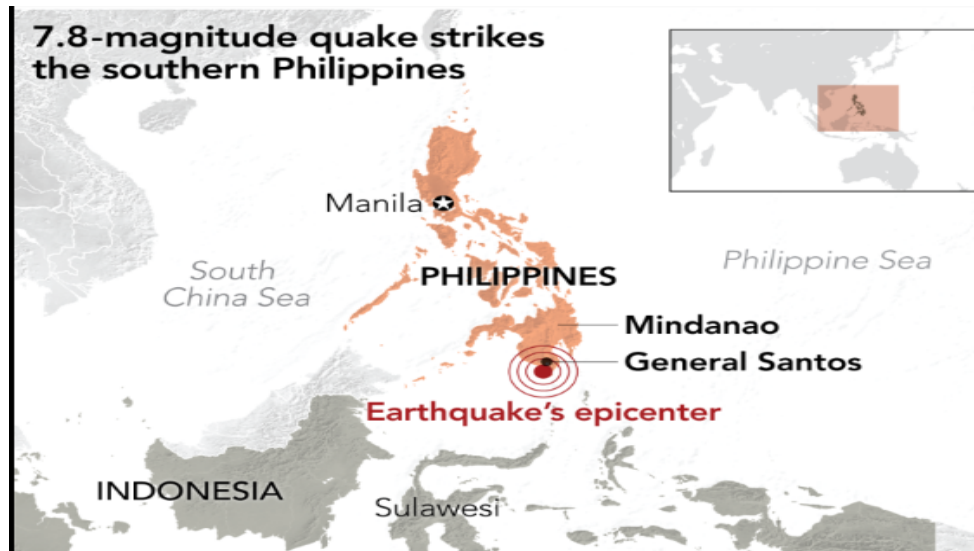 7.8-magnitude quake strikes
the southern Philippines
Manila
South
China Sea
PHILIPPINES
Philippine Sea
Mindanao
General Santos
Earthquake's epicenter
INDONESIA
Sulawesi